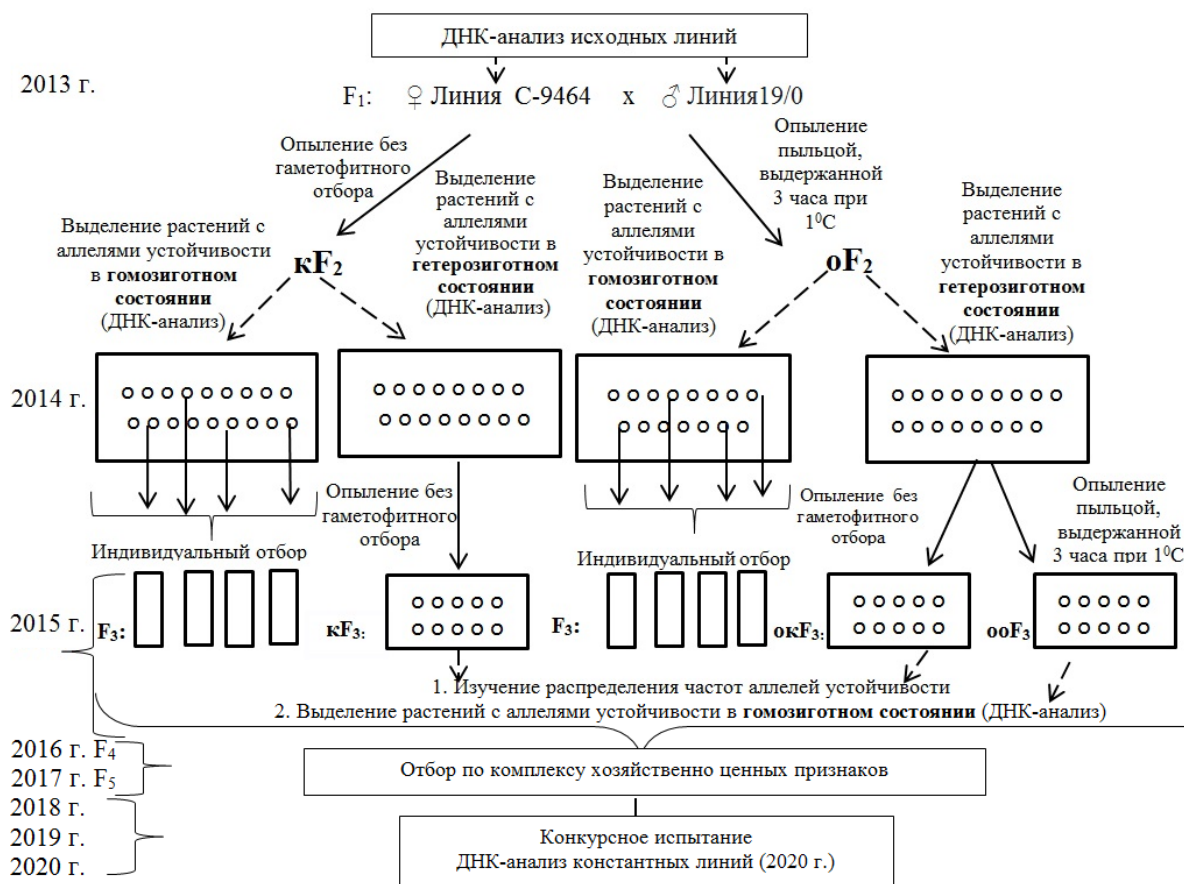 ДНК-анализ исходных линий
2013 г.
F₁: ♀ Линия С-9464 х ♂ Линия19/0
Опыление без
гаметофитного
отбора
Опыление
пыльцой,
выдержанной
3 часа при
1⁰С
Выделение растений с
аллелями устойчивости
в гомозиготном
состоянии
(ДНК-анализ)
кF₂
Выделение
растений с
аллелями
устойчивости в
гетерозиготном
состоянии
(ДНК-анализ)
Выделение
растений с
аллелями
устойчивости в
гомозиготном
состоянии
(ДНК-анализ)
оF₂
Выделение
растений с
аллелями
устойчивости в
гетерозиготном
состоянии
(ДНК-анализ)
2014 г.
Индивидуальный отбор
Опыление без
гаметофитного
отбора
Индивидуальный отбор
Опыление без
гаметофитного
отбора
Опыление
пыльцой,
выдержанной
3 часа при 1⁰С
2015 г.
F₃:
кF₃:
F₃:
окF₃:
ооF₃
1. Изучение распределения частот аллелей устойчивости
2. Выделение растений с аллелями устойчивости в гомозиготном состоянии (ДНК-анализ)
2016 г. F₄
2017 г. F₅
Отбор по комплексу хозяйственно ценных признаков
2018 г.
2019 г.
2020 г.
Конкурсное испытание
ДНК-анализ константных линий (2020 г.)